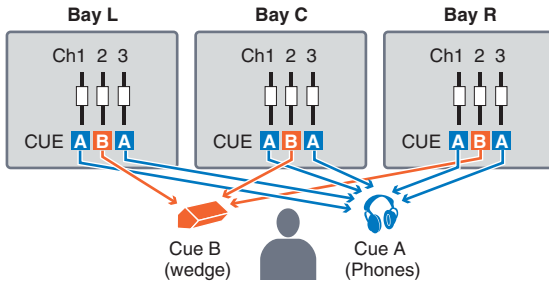 Bay L Bay C Bay R
Ch1 2 3 Ch1 2 3 Ch1 2 3
CUE A B A CUE A B A CUE A B A
Cue B Cue A
(wedge) (Phones)